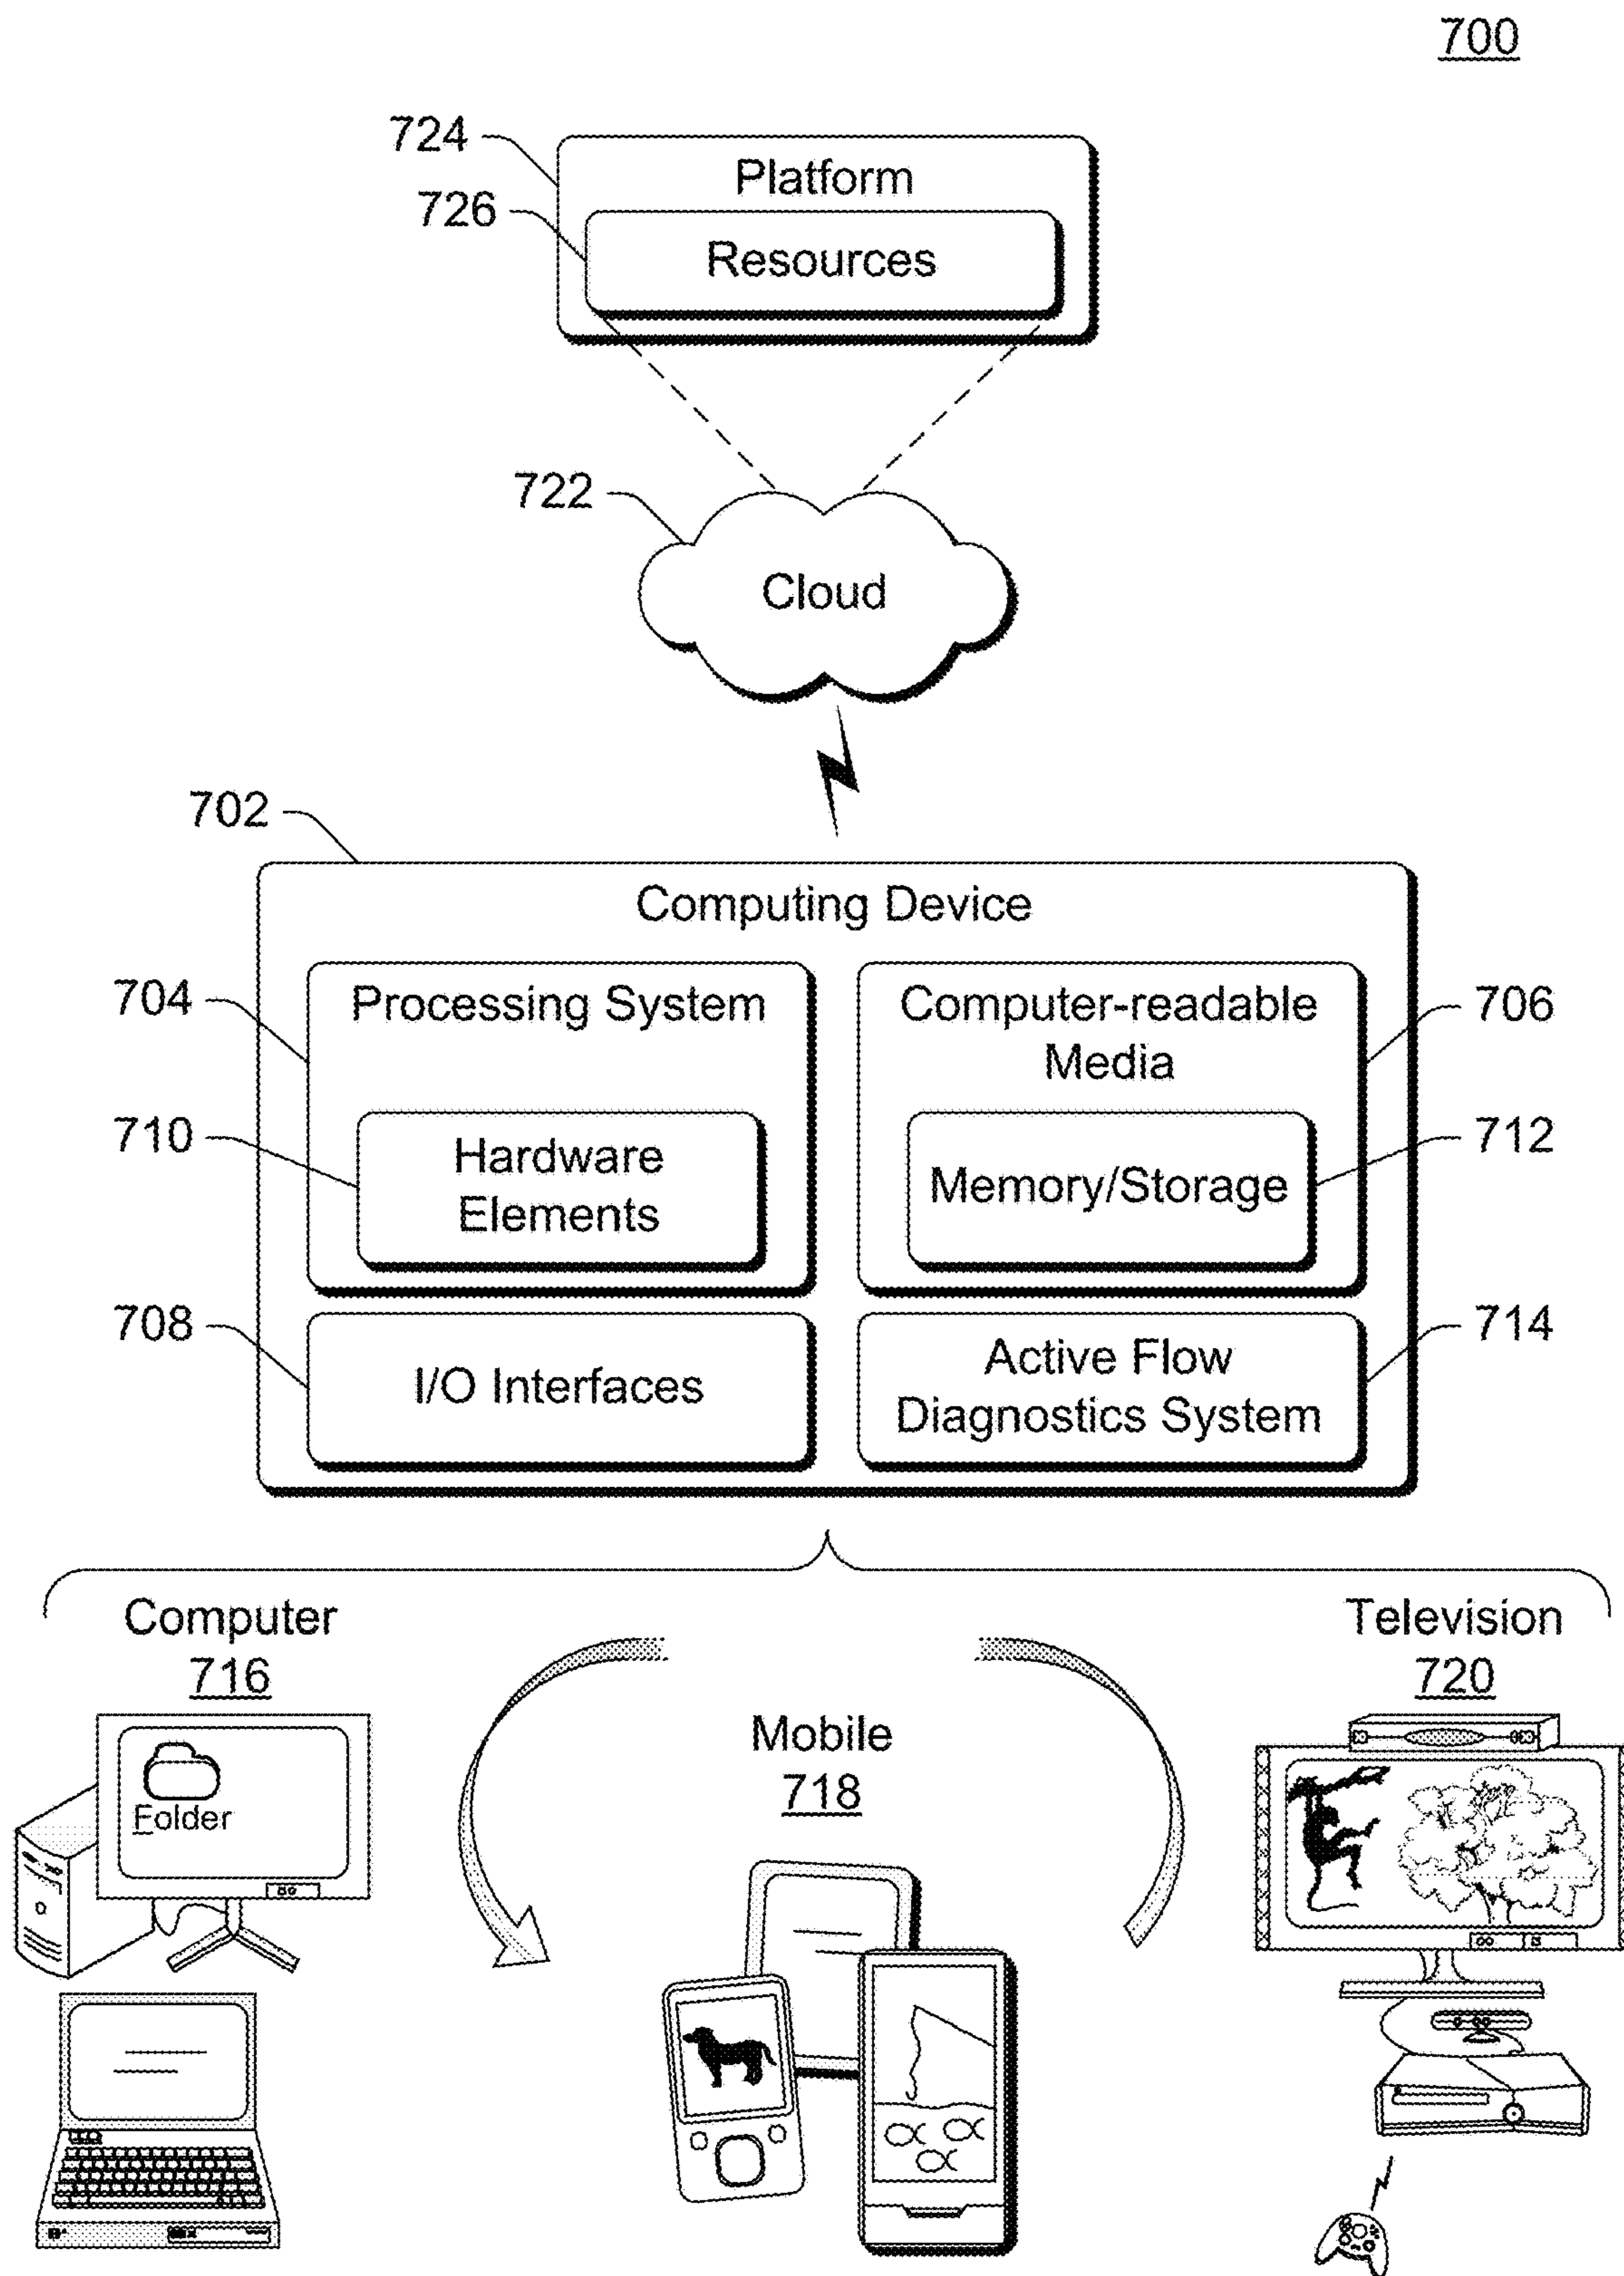 700
724
Platform
726
Resources
722
Cloud
702
Computing Device
704
Processing System
Computer-readable
Media
706
710
Hardware
Elements
Memory/Storage
712
708
I/O Interfaces
Active Flow
Diagnostics System
714
Computer
716
Mobile
718
Television
720
Folder